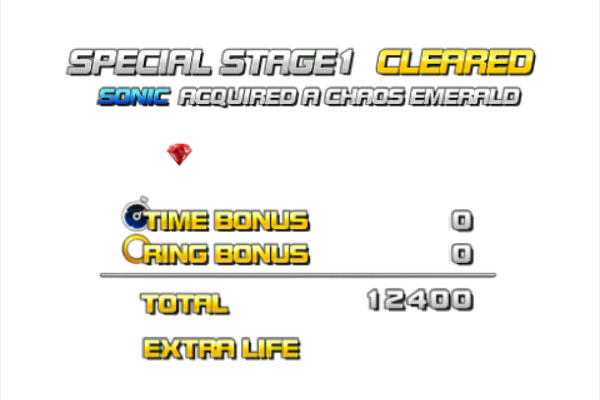 SPECIAL STAGE1 CLEARED
SONIC ACQUIRED A CHAOS EMERALD
TIME BONUS 0
RING BONUS 0
TOTAL 12400
EXTRA LIFE